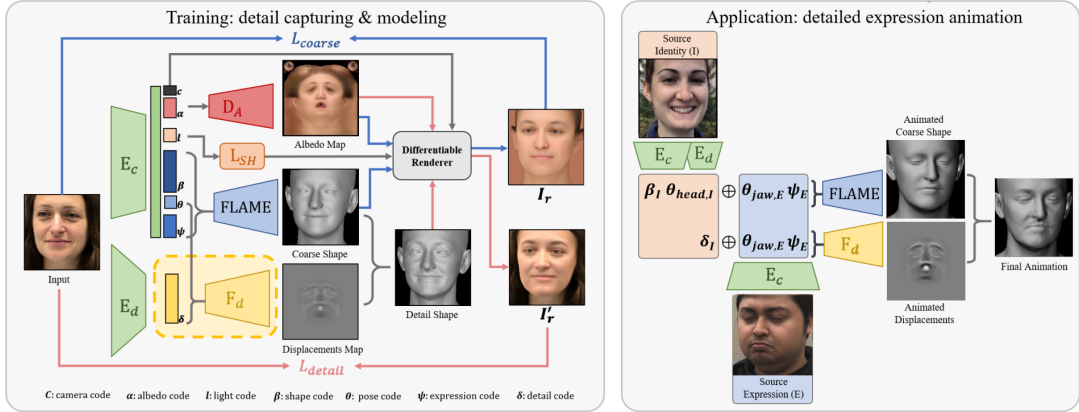 Training: detail capturing & modeling
L_coarse
c
α
D_A
Albedo Map
l
L_SH
Differentiable
Renderer
E_c
β
θ
ψ
FLAME
I_r
Coarse Shape
Input
E_d
δ
F_d
Detail Shape
I'_r
Displacements Map
L_detail
C: camera code
α: albedo code
l: light code
β: shape code
θ: pose code
ψ: expression code
δ: detail code
Application: detailed expression animation
Source
Identity (I)
E_c
E_d
Animated
Coarse Shape
β_I θ_head,I ⊕ θ_jaw,E ψ_E
FLAME
δ_I ⊕ θ_jaw,E ψ_E
F_d
Final Animation
E_c
Animated
Displacements
Source
Expression (E)